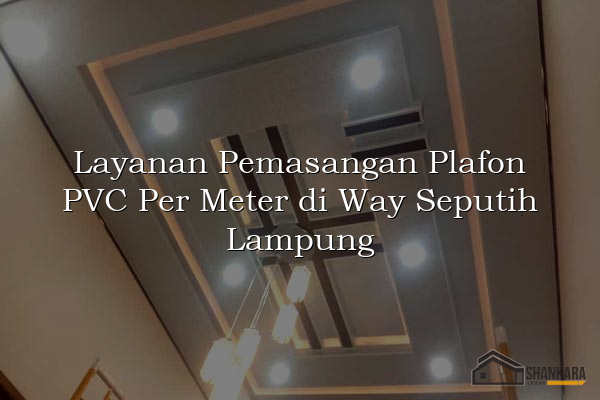 Layanan Pemasangan Plafon
PVC Per Meter di Way Seputih
Lampung
SHANKARA